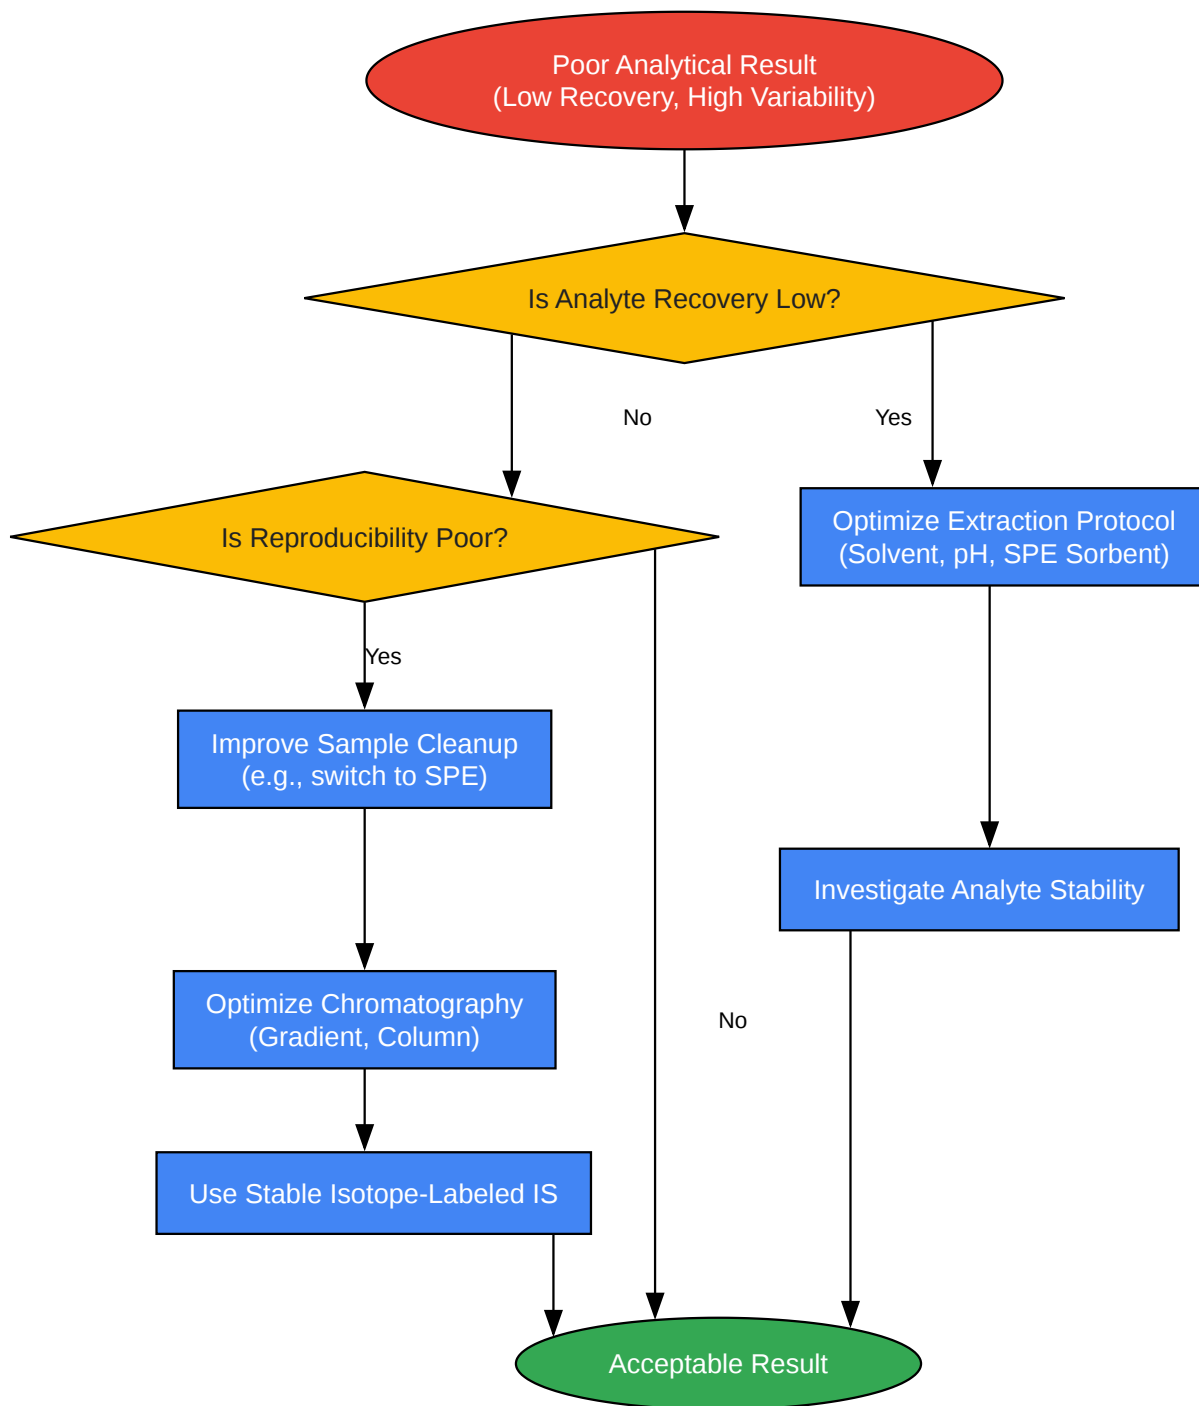 Poor Analytical Result
(Low Recovery, High Variability)
Is Analyte Recovery Low?
No
Yes
Is Reproducibility Poor?
Optimize Extraction Protocol
(Solvent, pH, SPE Sorbent)
Yes
Improve Sample Cleanup
(e.g., switch to SPE)
Investigate Analyte Stability
Optimize Chromatography
(Gradient, Column)
No
Use Stable Isotope-Labeled IS
Acceptable Result